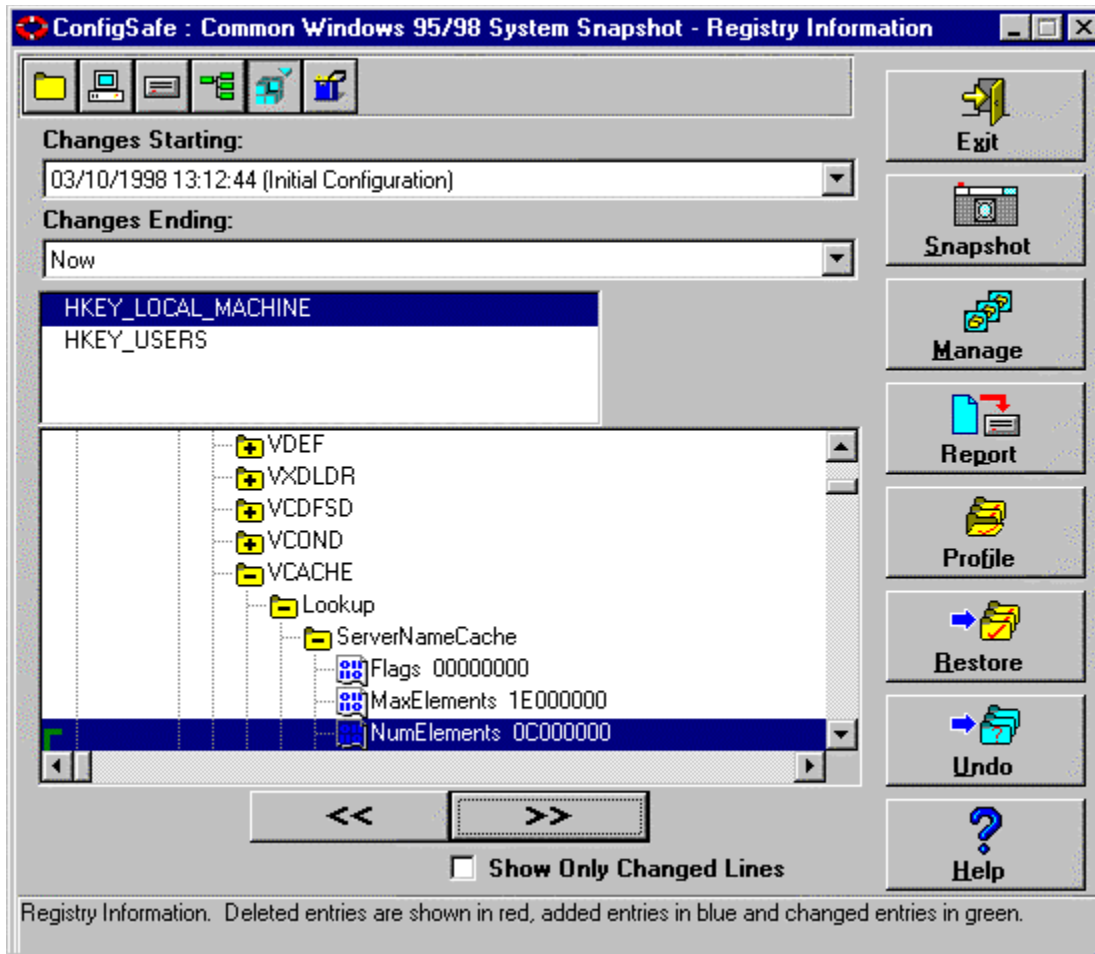 ConfigSafe : Common Windows 95/98 System Snapshot - Registry Information
Changes Starting:
03/10/1998 13:12:44 (Initial Configuration)
Changes Ending:
Now
HKEY_LOCAL_MACHINE
HKEY_USERS
VDEF
VXDLDR
VCDFSD
VCOND
VCACHE
Lookup
ServerNameCache
Flags 00000000
MaxElements 1E000000
NumElements 0C000000
<< >>
Show Only Changed Lines
Exit
Snapshot
Manage
Report
Profile
Restore
Undo
Help
Registry Information. Deleted entries are shown in red, added entries in blue and changed entries in green.